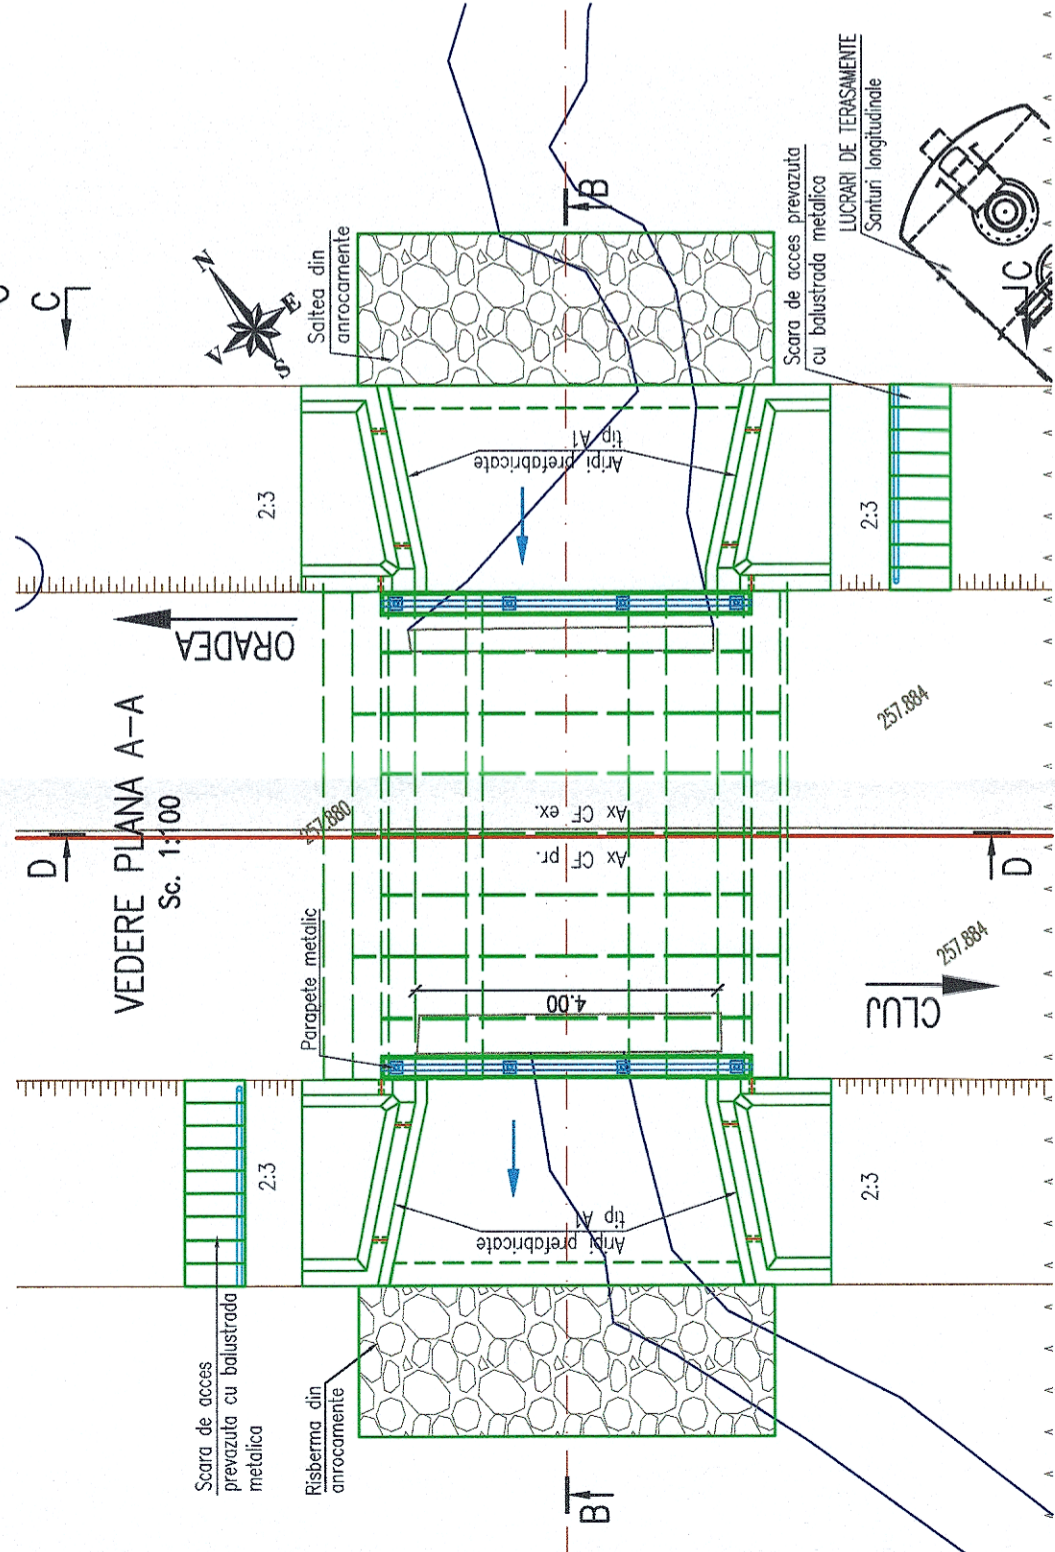 VEDERE PLANA A-A
Sc. 1:100
C
N
E
S
V
Saltea din
anrocamente
B
LUCRARI DE TERASAMENTE
Santuri longitudinale
Scara de acces prevazuta
cu balustrada metalica
C
2:3
Aripi prefabricate
tip A1
2:3
ORADEA
257.884
257.880
Ax CF ex.
Ax CF pr.
D
D
Parapete metalic
4.00
257.884
CLUJ
2:3
Aripi prefabricate
tip A1
2:3
Scara de acces
prevazuta cu balustrada
metalica
Risberma din
anrocamente
B